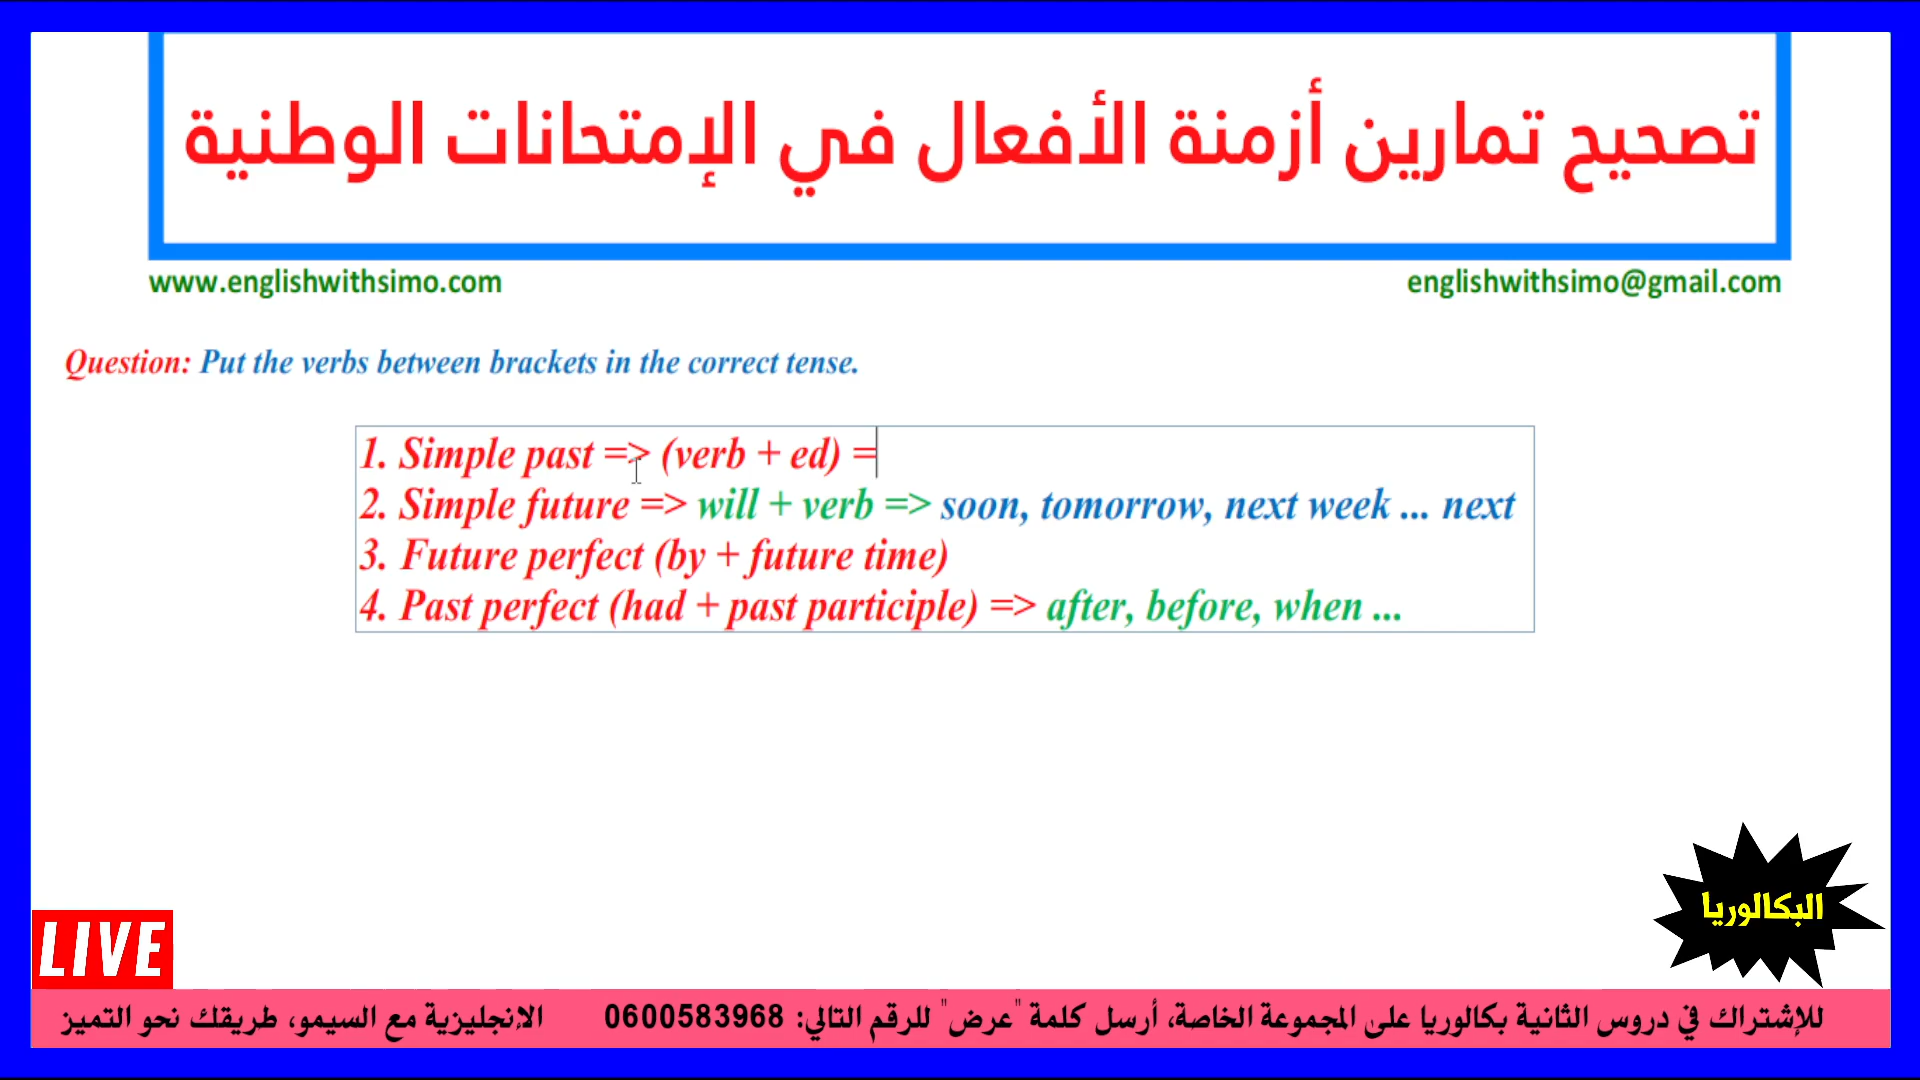 تصحيح تمارين أزمنة الأفعال في الإمتحانات الوطنية
www.englishwithsimo.com
englishwithsimo@gmail.com
Question: Put the verbs between brackets in the correct tense.
1. Simple past => (verb + ed) =
2. Simple future => will + verb => soon, tomorrow, next week ... next
3. Future perfect (by + future time)
4. Past perfect (had + past participle) => after, before, when ...
البكالوريا
LIVE
للإشتراك في دروس الثانية بكالوريا على المجموعة الخاصة، أرسل كلمة "عرض" للرقم التالي: 0600583968 الانجليزية مع السيمو، طريقك نحو التميز